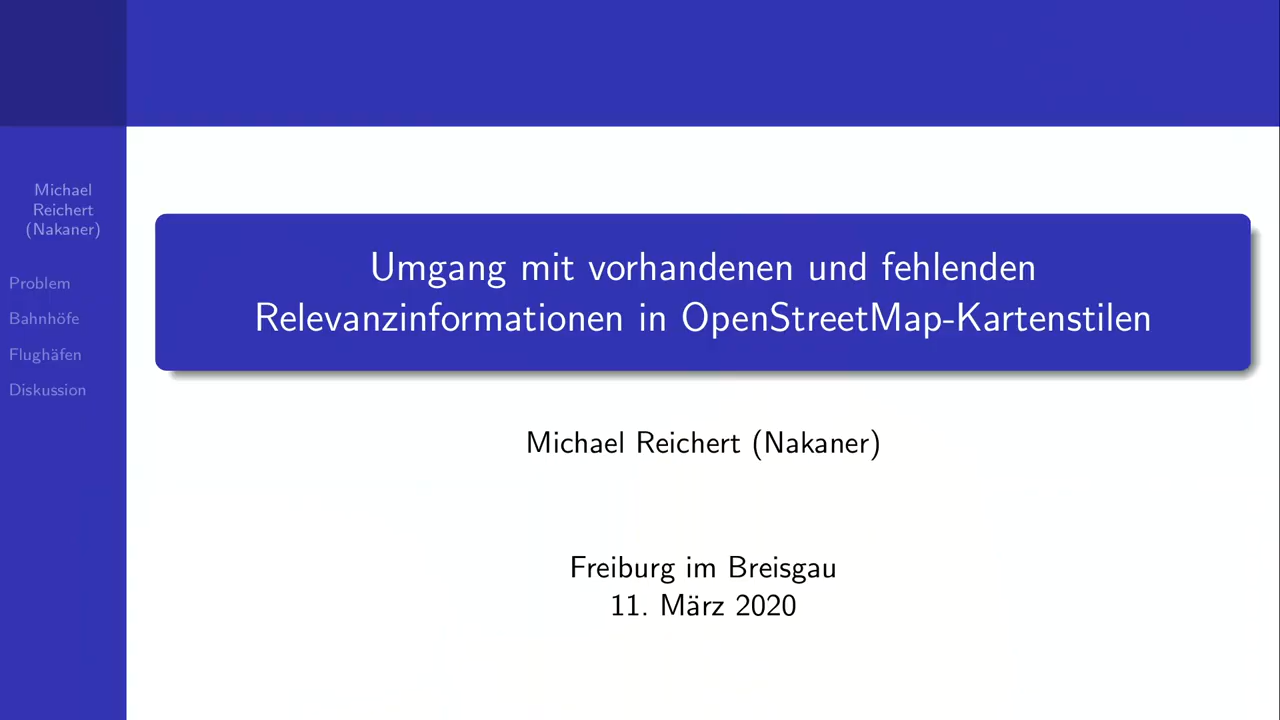 Michael
Reichert
(Nakaner)
Problem
Bahnhöfe
Flughäfen
Diskussion
Umgang mit vorhandenen und fehlenden
Relevanzinformationen in OpenStreetMap-Kartenstilen
Michael Reichert (Nakaner)
Freiburg im Breisgau
11. März 2020